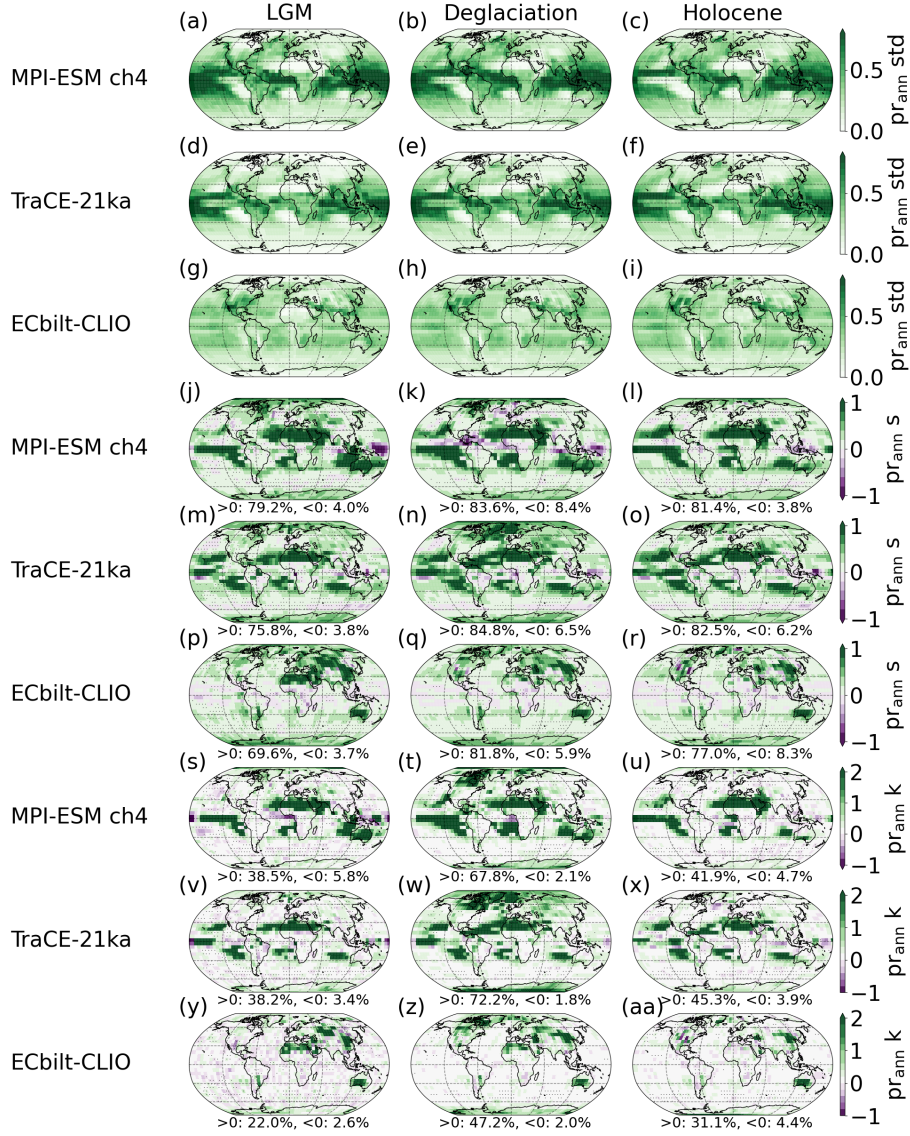 LGM Deglaciation Holocene
(a) (b) (c)
MPI-ESM ch4
0.5
0.0
pr_ann std
(d) (e) (f)
TraCE-21ka
0.5
0.0
pr_ann std
(g) (h) (i)
ECbilt-CLIO
0.5
0.0
pr_ann std
(j) (k) (l)
MPI-ESM ch4
1
0
−1
pr_ann s
>0: 79.2%, <0: 4.0% >0: 83.6%, <0: 8.4% >0: 81.4%, <0: 3.8%
(m) (n) (o)
TraCE-21ka
1
0
−1
pr_ann s
>0: 75.8%, <0: 3.8% >0: 84.8%, <0: 6.5% >0: 82.5%, <0: 6.2%
(p) (q) (r)
ECbilt-CLIO
1
0
−1
pr_ann s
>0: 69.6%, <0: 3.7% >0: 81.8%, <0: 5.9% >0: 77.0%, <0: 8.3%
(s) (t) (u)
MPI-ESM ch4
2
1
0
−1
pr_ann k
>0: 38.5%, <0: 5.8% >0: 67.8%, <0: 2.1% >0: 41.9%, <0: 4.7%
(v) (w) (x)
TraCE-21ka
2
1
0
−1
pr_ann k
>0: 38.2%, <0: 3.4% >0: 72.2%, <0: 1.8% >0: 45.3%, <0: 3.9%
(y) (z) (aa)
ECbilt-CLIO
2
1
0
−1
pr_ann k
>0: 22.0%, <0: 2.6% >0: 47.2%, <0: 2.0% >0: 31.1%, <0: 4.4%